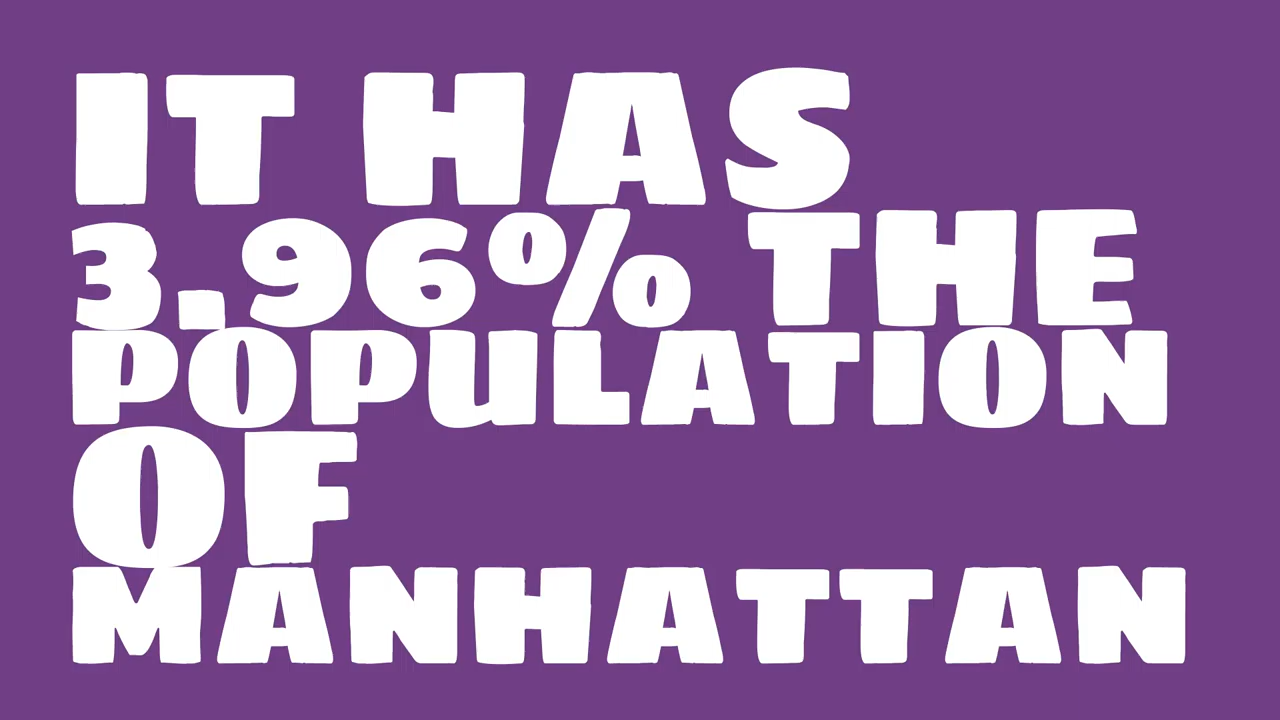 IT HAS
3.96% THE
POPULATION
OF
MANHATTAN